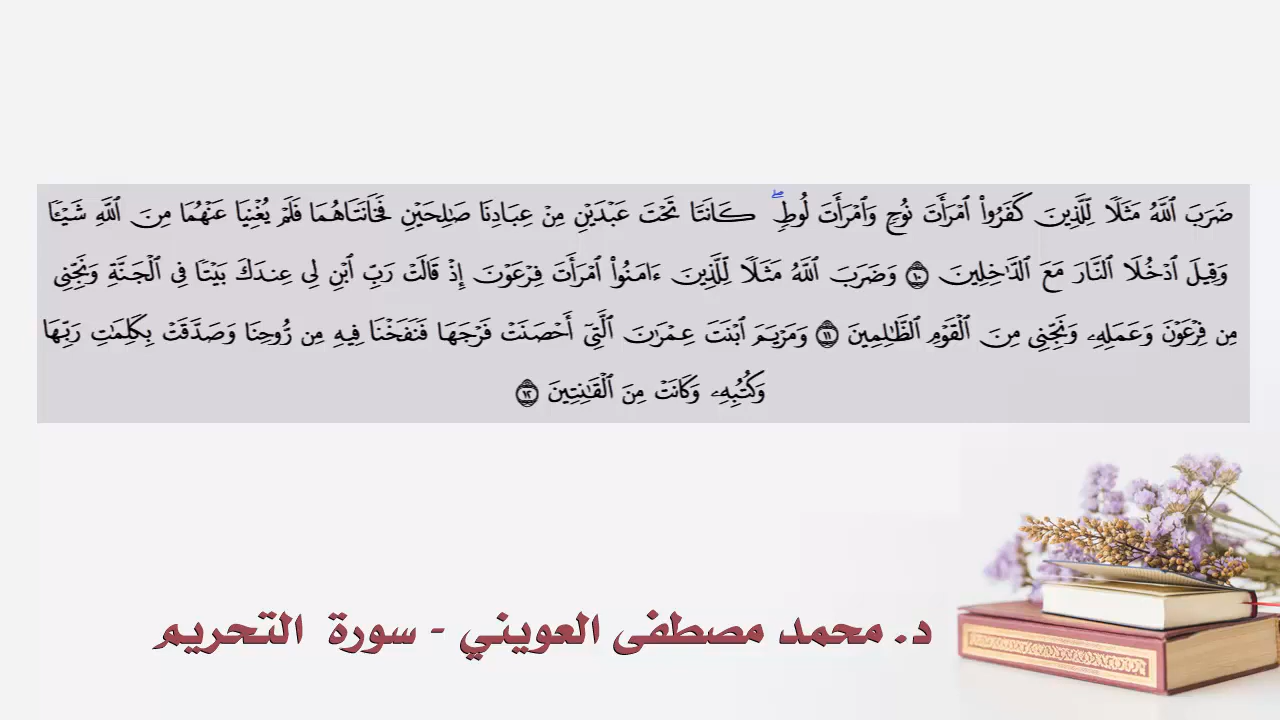 ضَرَبَ ٱللَّهُ مَثَلًا لِّلَّذِينَ كَفَرُوا۟ ٱمْرَأَتَ نُوحٍ وَٱمْرَأَتَ لُوطٍ ۖ كَانَتَا تَحْتَ عَبْدَيْنِ مِنْ عِبَادِنَا صَـٰلِحَيْنِ فَخَانَتَاهُمَا فَلَمْ يُغْنِيَا عَنْهُمَا مِنَ ٱللَّهِ شَيْـًٔا
وَقِيلَ ٱدْخُلَا ٱلنَّارَ مَعَ ٱلدَّٰخِلِينَ ١٠ وَضَرَبَ ٱللَّهُ مَثَلًا لِّلَّذِينَ ءَامَنُوا۟ ٱمْرَأَتَ فِرْعَوْنَ إِذْ قَالَتْ رَبِّ ٱبْنِ لِى عِندَكَ بَيْتًا فِى ٱلْجَنَّةِ وَنَجِّنِى
مِن فِرْعَوْنَ وَعَمَلِهِۦ وَنَجِّنِى مِنَ ٱلْقَوْمِ ٱلظَّـٰلِمِينَ ١١ وَمَرْيَمَ ٱبْنَتَ عِمْرَٰنَ ٱلَّتِىٓ أَحْصَنَتْ فَرْجَهَا فَنَفَخْنَا فِيهِ مِن رُّوحِنَا وَصَدَّقَتْ بِكَلِمَـٰتِ رَبِّهَا
وَكُتُبِهِۦ وَكَانَتْ مِنَ ٱلْقَـٰنِتِينَ ١٢
د. محمد مصطفى العويني - سورة التحريم